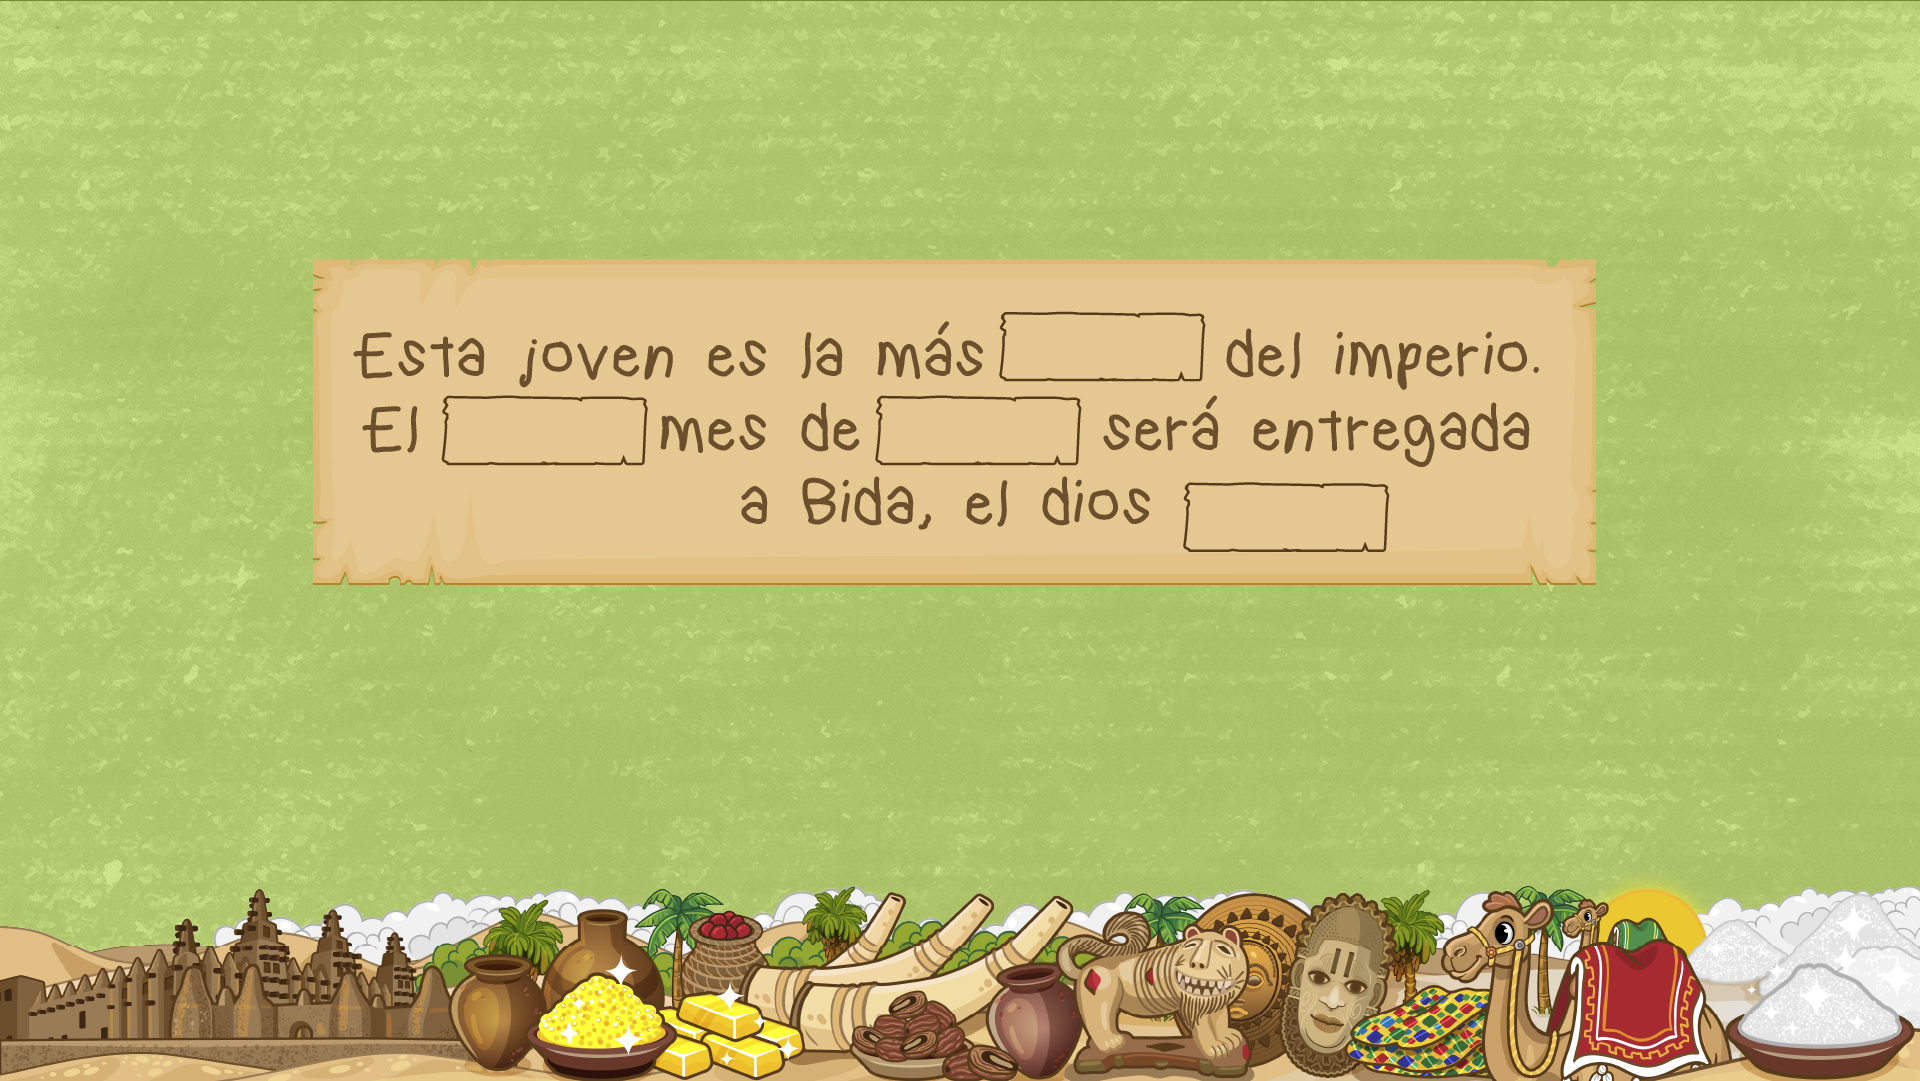 Esta joven es la más del imperio.
El mes de será entregada
a Bida, el dios